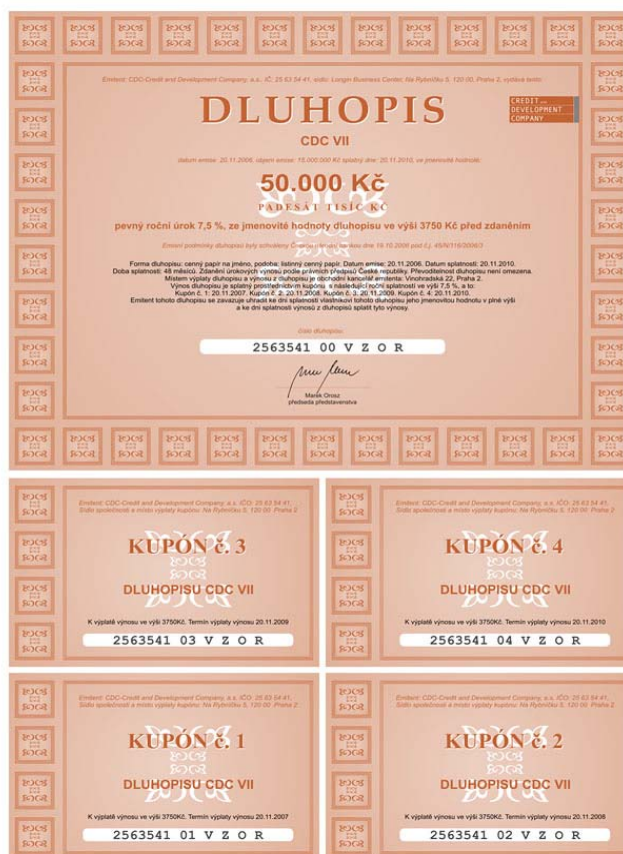 Emitent: CDC-Credit and Development Company, a.s., IČ: 25 63 54 41, sídlo: Longin Business Center, Na Rybníčku 5, 120 00, Praha 2, vydává tento
DLUHOPIS
CREDIT AND
DEVELOPMENT
COMPANY
CDC VII
datum emise: 20.11.2006, objem emise: 15.000.000 Kč splatný dne: 20.11.2010, ve jmenovité hodnotě:
50.000 Kč
PADESÁT TISÍC KČ
pevný roční úrok 7,5 %, ze jmenovité hodnoty dluhopisu ve výši 3750 Kč před zdaněním
Emisní podmínky dluhopisů byly schváleny Českou národní bankou dne 16.10.2006 pod č.j.
Forma dluhopisu: cenný papír na jméno, podoba: listinný cenný papír. Datum emise: 20.11.2006. Datum splatnosti: 20.11.2010.
Doba splatnosti: 48 měsíců. Zdanění úrokových výnosů podle právních předpisů České republiky. Převoditelnost dluhopisu není omezena.
Místem výplaty dluhopisu a výnosu z dluhopisu je obchodní kancelář emitenta: Vinohradská 22, Praha 2.
Výnos dluhopisu je splatný prostřednictvím kupónu s následující roční splatností ve výši 7,5 %, a to:
Kupón č. 1: 20.11.2007, Kupón č. 2: 20.11.2008, Kupón č. 3: 20.11.2009. Kupón č. 4: 20.11.2010.
Emitent tohoto dluhopisu se zavazuje uhradit ke dni splatnosti vlastníkovi tohoto dluhopisu jeho jmenovitou hodnotu v plné výši
a ke dni splatnosti výnosů z dluhopisů splatit tyto výnosy.
číslo dluhopisu:
2563541 00 V Z O R
Marek Orosz
předseda představenstva
Emitent: CDC-Credit and Development Company, a.s. IČO: 25 63 54 41,
Sídlo společnosti a místo výplaty kupónu: Na Rybníčku 5, 120 00 Praha 2
KUPÓN č. 3
DLUHOPISU CDC VII
K výplatě výnosu ve výši 3750Kč. Termín výplaty výnosu 20.11.2009
2563541 03 V Z O R
Emitent: CDC-Credit and Development Company, a.s. IČO: 25 63 54 41,
Sídlo společnosti a místo výplaty kupónu: Na Rybníčku 5, 120 00 Praha 2
KUPÓN č. 4
DLUHOPISU CDC VII
K výplatě výnosu ve výši 3750Kč. Termín výplaty výnosu 20.11.2010
2563541 04 V Z O R
Emitent: CDC-Credit and Development Company, a.s. IČO: 25 63 54 41,
Sídlo společnosti a místo výplaty kupónu: Na Rybníčku 5, 120 00 Praha 2
KUPÓN č. 1
DLUHOPISU CDC VII
K výplatě výnosu ve výši 3750Kč. Termín výplaty výnosu 20.11.2007
2563541 01 V Z O R
Emitent: CDC-Credit and Development Company, a.s. IČO: 25 63 54 41,
Sídlo společnosti a místo výplaty kupónu: Na Rybníčku 5, 120 00 Praha 2
KUPÓN č. 2
DLUHOPISU CDC VII
K výplatě výnosu ve výši 3750Kč. Termín výplaty výnosu 20.11.2008
2563541 02 V Z O R